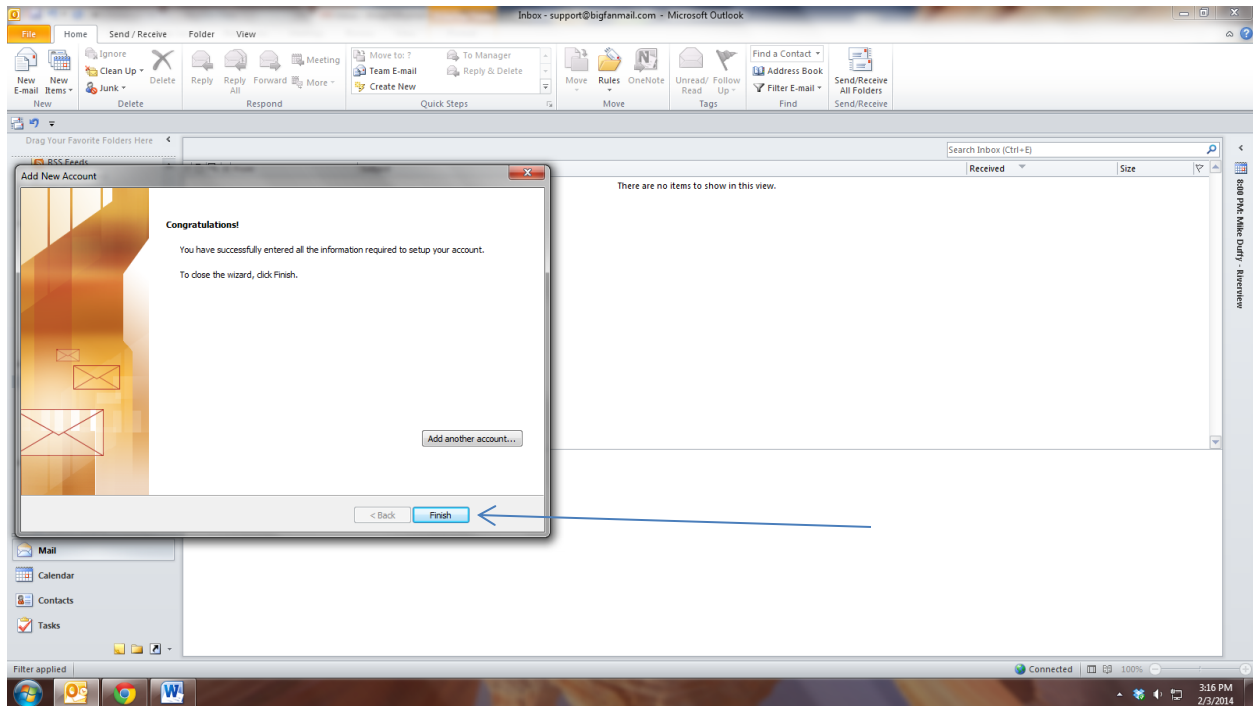 Inbox - support@bigfanmail.com - Microsoft Outlook
File Home Send / Receive Folder View
New E-mail
New Items
Ignore
Clean Up
Junk
Delete
Reply
Reply All
Forward
Meeting
More
Move to: ?
Team E-mail
Create New
To Manager
Reply & Delete
Move
Rules
OneNote
Unread/ Read
Follow Up
Find a Contact
Address Book
Filter E-mail
Send/Receive All Folders
New Delete Respond Quick Steps Move Tags Find Send/Receive
Drag Your Favorite Folders Here
RSS Feeds
Search Inbox (Ctrl+E)
Received Size
There are no items to show in this view.
8:00 PM: Mike Duffy - Riverview
Add New Account
Congratulations!
You have successfully entered all the information required to setup your account.
To close the wizard, click Finish.
Add another account...
< Back Finish
Mail
Calendar
Contacts
Tasks
Filter applied
Connected 100%
3:16 PM
2/3/2014